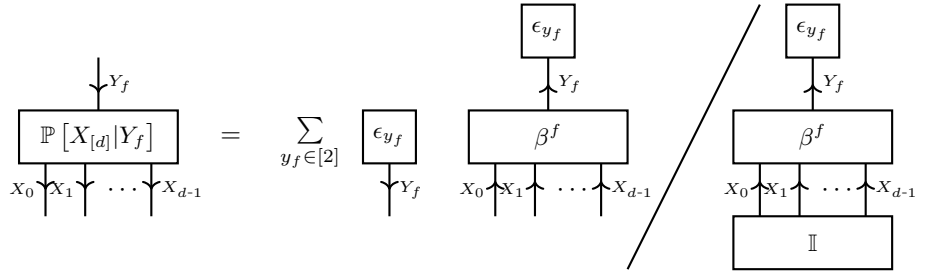 ϵ_{y_f} ϵ_{y_f}
Y_f Y_f Y_f
ℙ[X_{[d]}|Y_f] = ∑_{y_f∈[2]} ϵ_{y_f} β^f β^f
X_0 X_1 ⋯ X_{d-1} Y_f X_0 X_1 ⋯ X_{d-1} X_0 X_1 ⋯ X_{d-1}
𝕀